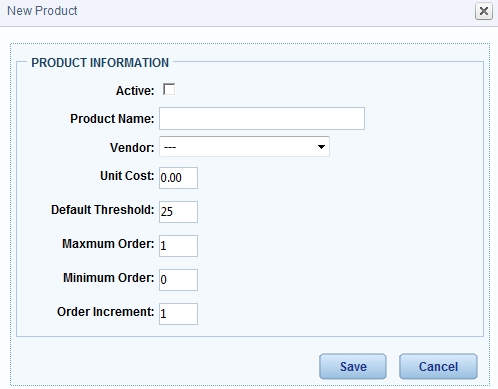 New Product
PRODUCT INFORMATION
Active:
Product Name:
Vendor: ---
Unit Cost: 0.00
Default Threshold: 25
Maxmum Order: 1
Minimum Order: 0
Order Increment: 1
Save Cancel